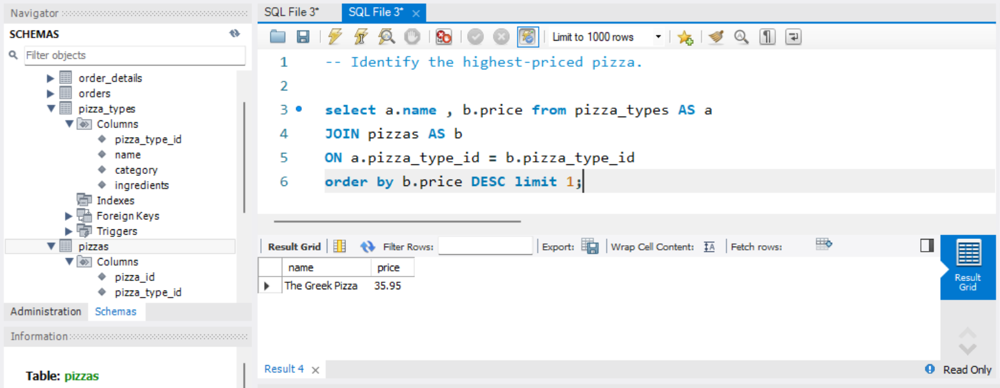 Navigator
SCHEMAS
Filter objects
order_details
orders
pizza_types
Columns
pizza_type_id
name
category
ingredients
Indexes
Foreign Keys
Triggers
pizzas
Columns
pizza_id
pizza_type_id
Administration Schemas
Information
Table: pizzas
SQL File 3* SQL File 3*
Limit to 1000 rows
1 -- Identify the highest-priced pizza.
2
3 select a.name , b.price from pizza_types AS a
4 JOIN pizzas AS b
5 ON a.pizza_type_id = b.pizza_type_id
6 order by b.price DESC limit 1;
Result Grid Filter Rows: Export: Wrap Cell Content: Fetch rows:
name price
The Greek Pizza 35.95
Result
Grid
Result 4 Read Only